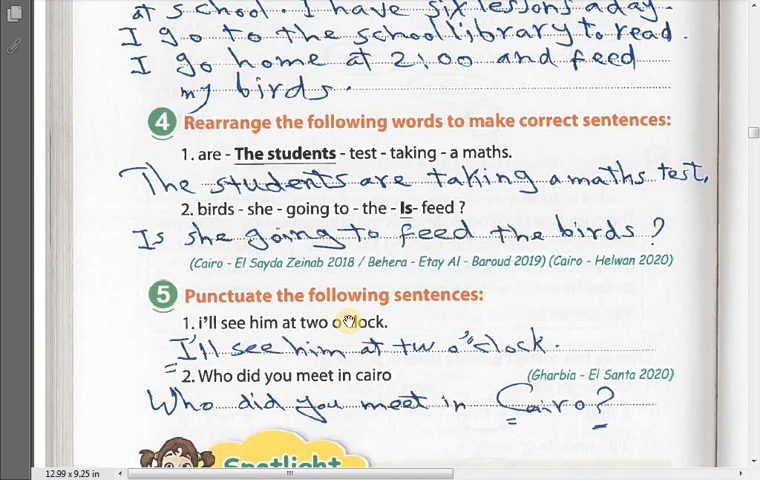 at school. I have six lessons a day.
I go to the school library to read.
I go home at 2:00 and feed
my birds.
4 Rearrange the following words to make correct sentences:
1. are - The students - test - taking - a maths.
The students are taking a maths test.
2. birds - she - going to - the - Is - feed ?
Is she going to feed the birds?
(Cairo - El Sayda Zeinab 2018 / Behera - Etay Al - Baroud 2019) (Cairo - Helwan 2020)
5 Punctuate the following sentences:
1. i'll see him at two o lock.
I'll see him at two o'clock.
2. Who did you meet in cairo (Gharbia - El Santa 2020)
Who did you meet in Cairo?
Spotlight
12.99 x 9.25 in